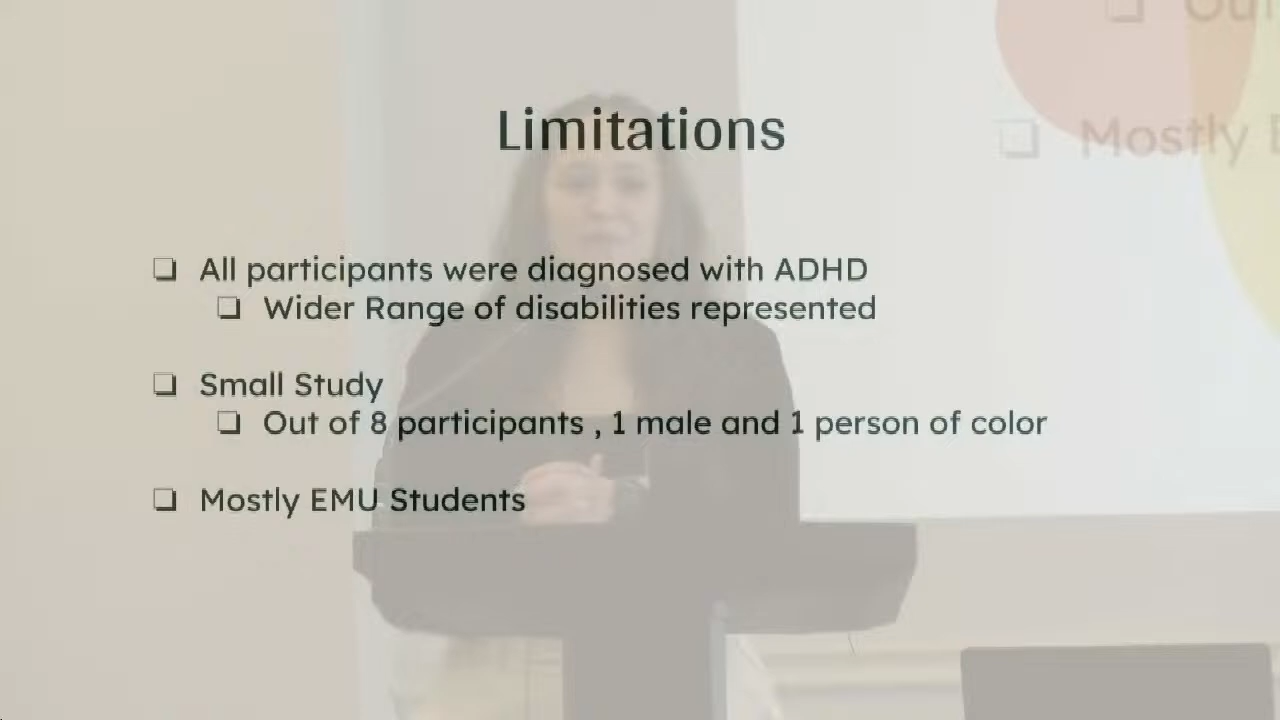 Limitations
❏ All participants were diagnosed with ADHD
❏ Wider Range of disabilities represented
❏ Small Study
❏ Out of 8 participants , 1 male and 1 person of color
❏ Mostly EMU Students
❏ Mostly